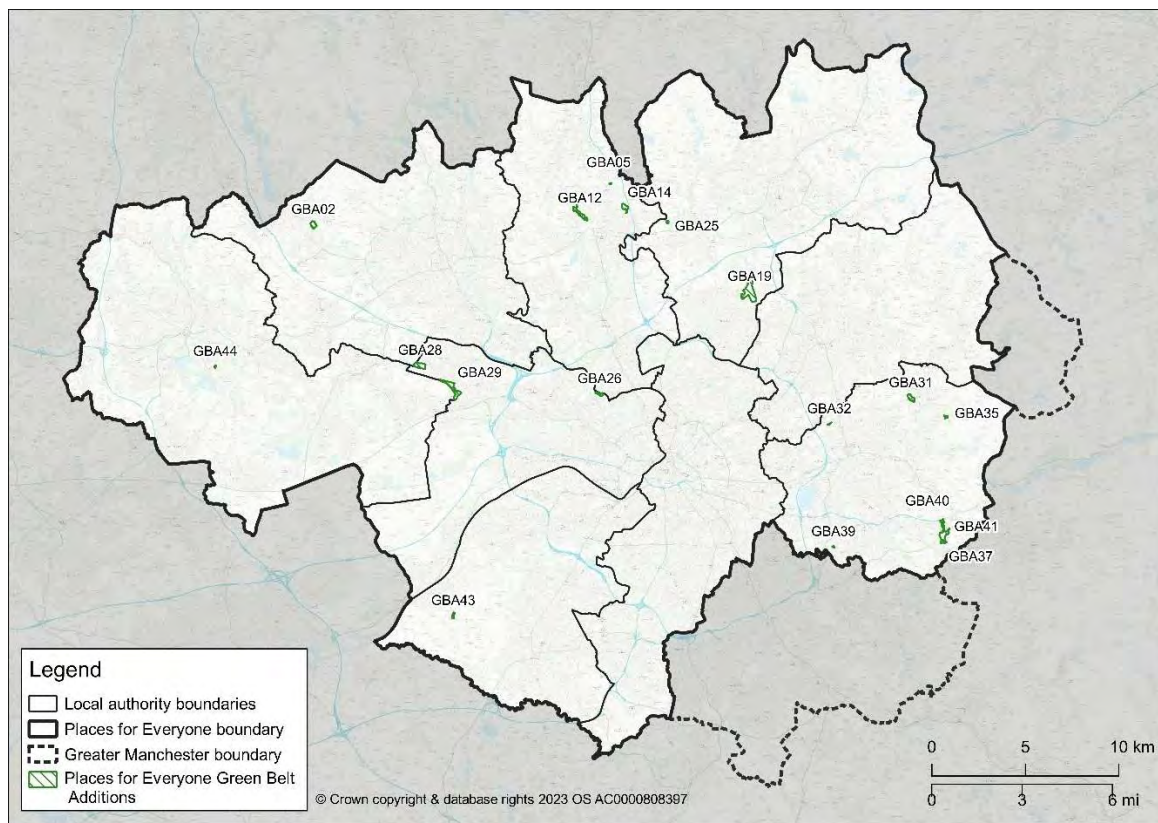 GBA05
GBA12
GBA14
GBA02
GBA25
GBA19
GBA44
GBA28
GBA29
GBA26
GBA31
GBA32
GBA35
GBA40
GBA41
GBA39
GBA37
GBA43
Legend
Local authority boundaries
Places for Everyone boundary
Greater Manchester boundary
Places for Everyone Green Belt
Additions
© Crown copyright & database rights 2023 OS AC0000808397
0 5 10 km
0 3 6 mi